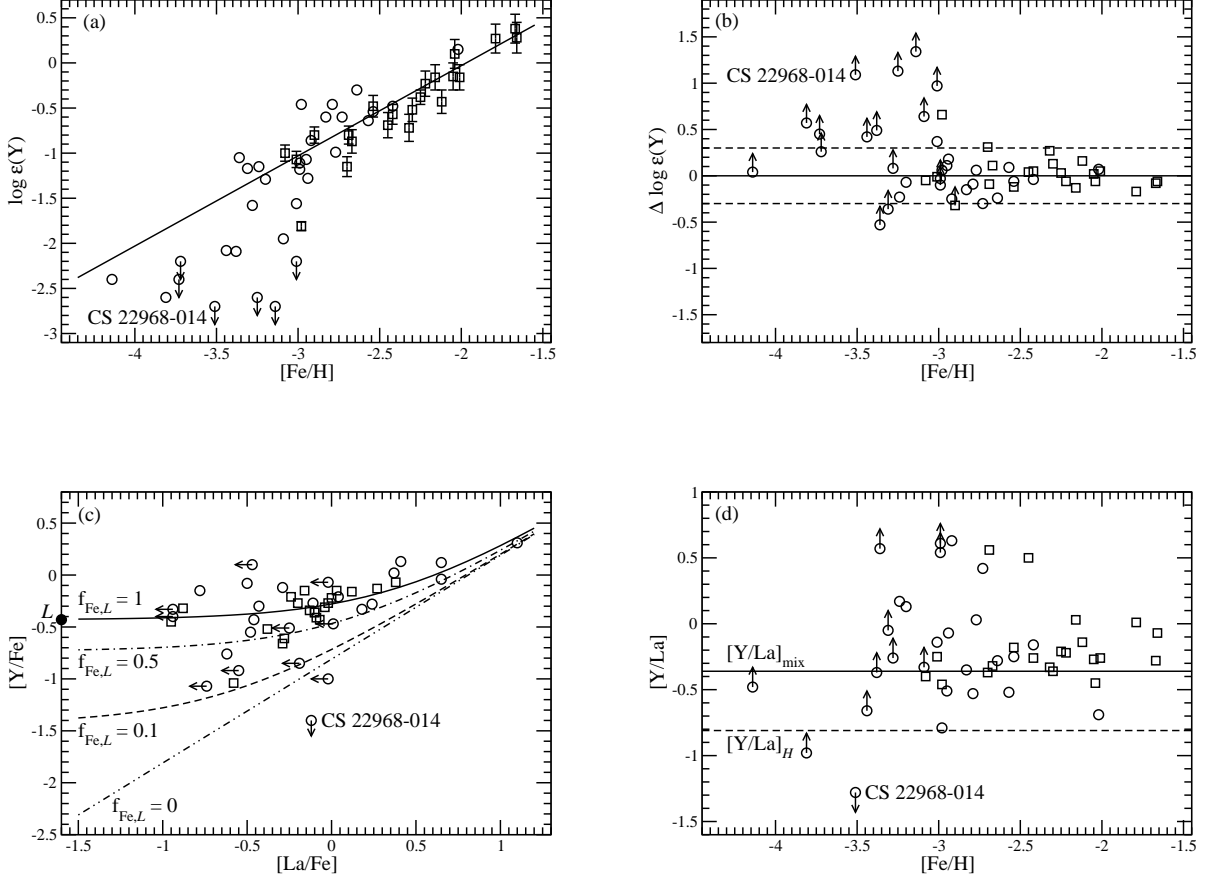 (a)
CS 22968-014
log ε(Y)
0.5
0
-0.5
-1
-1.5
-2
-2.5
-3
-4
-3.5
-3
-2.5
-2
-1.5
[Fe/H]
(b)
CS 22968-014
Δ log ε(Y)
1.5
1
0.5
0
-0.5
-1
-1.5
-4
-3.5
-3
-2.5
-2
-1.5
[Fe/H]
(c)
L
f_Fe,L = 1
f_Fe,L = 0.5
f_Fe,L = 0.1
f_Fe,L = 0
CS 22968-014
[Y/Fe]
0.5
0
-0.5
-1
-1.5
-2
-2.5
-1.5
-1
-0.5
0
0.5
1
[La/Fe]
(d)
[Y/La]mix
[Y/La]H
CS 22968-014
[Y/La]
1
0.5
0
-0.5
-1
-1.5
-4
-3.5
-3
-2.5
-2
-1.5
[Fe/H]